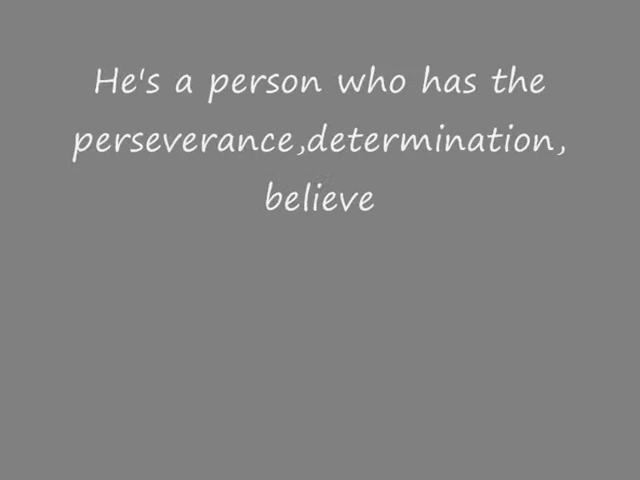 He's a person who has the
perseverance,determination,
believe